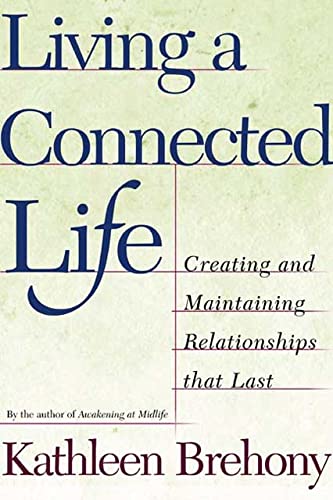 Living a
Connected
Life
Creating and
Maintaining
Relationships
that Last
By the author of Awakening at Midlife
Kathleen Brehony